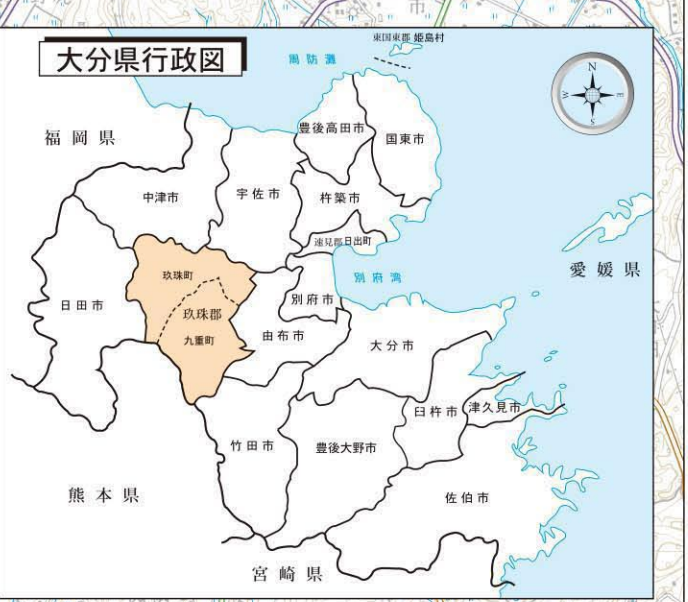 市
東国東郡 姫島村
大分県行政図
周防灘
N
W
E
S
福岡県
豊後高田市
国東市
中津市
宇佐市
杵築市
速見郡日出町
愛媛県
玖珠町
別府湾
日田市
別府市
玖珠郡
由布市
九重町
大分市
臼杵市
津久見市
竹田市
豊後大野市
熊本県
佐伯市
宮崎県